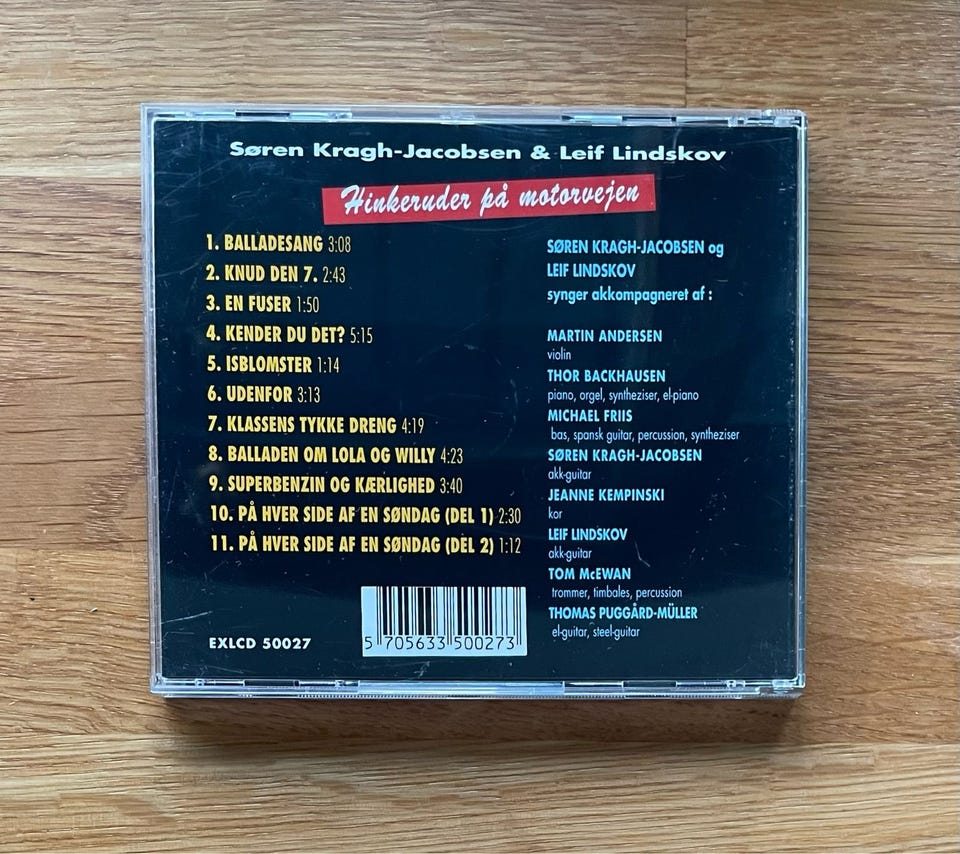 Søren Kragh-Jacobsen & Leif Lindskov
Hinkeruder på motorvejen
1. BALLADESANG 3:08
2. KNUD DEN 7. 2:43
3. EN FUSER 1:50
4. KENDER DU DET? 5:15
5. ISBLOMSTER 1:14
6. UDENFOR 3:13
7. KLASSENS TYKKE DRENG 4:19
8. BALLADEN OM LOLA OG WILLY 4:23
9. SUPERBENZIN OG KÆRLIGHED 3:40
10. PÅ HVER SIDE AF EN SØNDAG (DEL 1) 2:30
11. PÅ HVER SIDE AF EN SØNDAG (DEL 2) 1:12
SØREN KRAGH-JACOBSEN og
LEIF LINDSKOV
synger akkompagneret af :
MARTIN ANDERSEN
violin
THOR BACKHAUSEN
piano, orgel, syntheziser, el-piano
MICHAEL FRIIS
bas, spansk guitar, percussion, syntheziser
SØREN KRAGH-JACOBSEN
akk-guitar
JEANNE KEMPINSKI
kor
LEIF LINDSKOV
akk-guitar
TOM McEWAN
trommer, timbales, percussion
THOMAS PUGGÅRD-MÜLLER
el-guitar, steel-guitar
EXLCD 50027
5 705633 500273